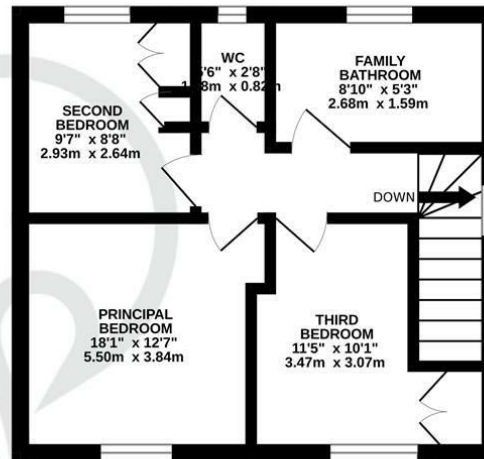 WC
2'8"
0.82
FAMILY
BATHROOM
8'10" x 5'3"
2.68m x 1.59m
SECOND
BEDROOM
9'7" x 8'8"
2.93m x 2.64m
DOWN
PRINCIPAL
BEDROOM
18'1" x 12'7"
5.50m x 3.84m
THIRD
BEDROOM
11'5" x 10'1"
3.47m x 3.07m